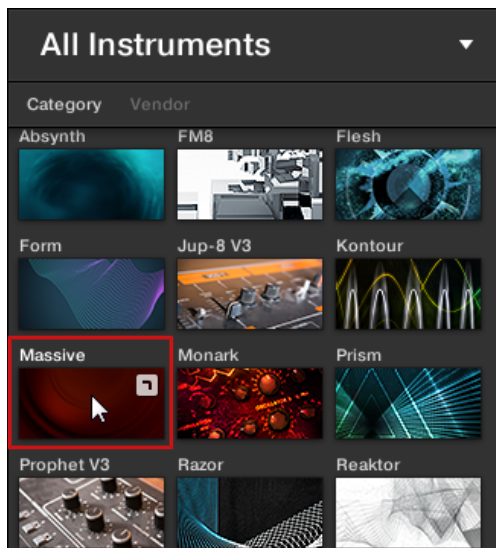 All Instruments
Category Vendor
Absynth FM8 Flesh
Form Jup-8 V3 Kontour
Massive Monark Prism
Prophet V3 Razor Reaktor